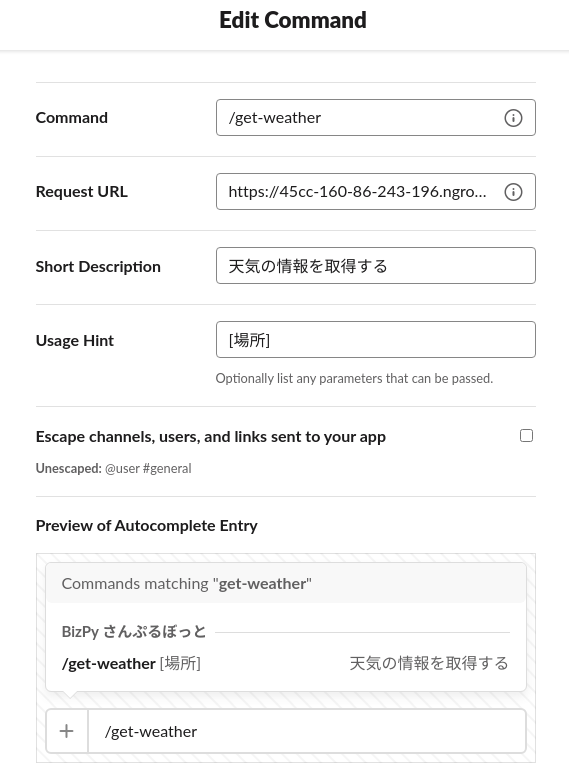 Edit Command
Command
/get-weather
Request URL
https://45cc-160-86-243-196.ngro...
Short Description
天気の情報を取得する
Usage Hint
[場所]
Optionally list any parameters that can be passed.
Escape channels, users, and links sent to your app
Unescaped: @user #general
Preview of Autocomplete Entry
Commands matching "get-weather"
BizPy さんぷるぼっと
/get-weather [場所] 天気の情報を取得する
/get-weather